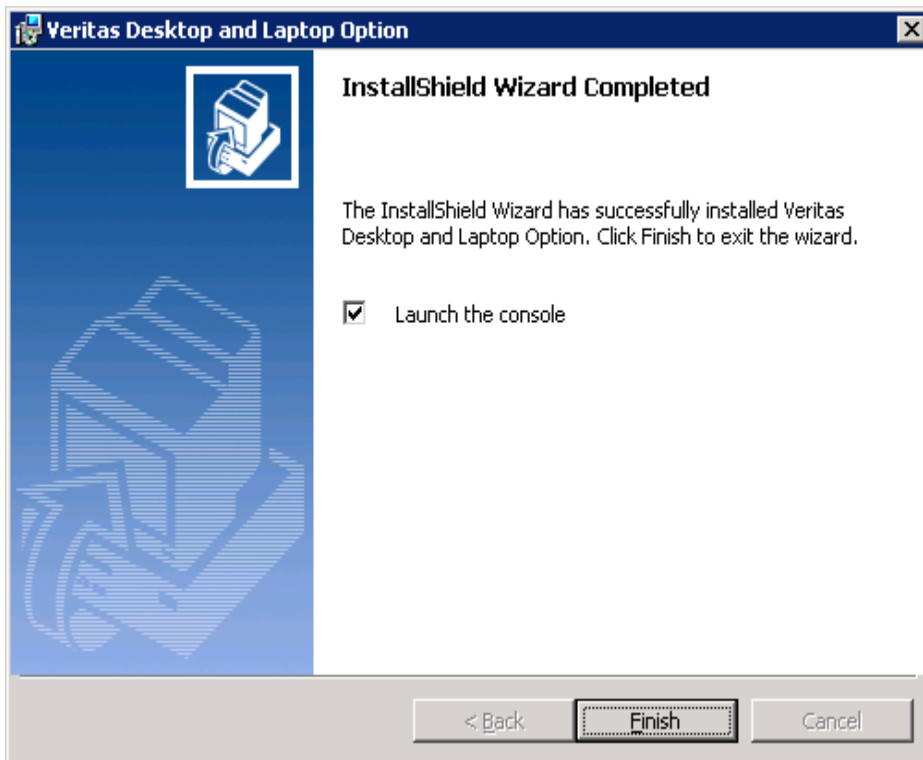 Veritas Desktop and Laptop Option
InstallShield Wizard Completed
The InstallShield Wizard has successfully installed Veritas
Desktop and Laptop Option. Click Finish to exit the wizard.
Launch the console
< Back
Finish
Cancel